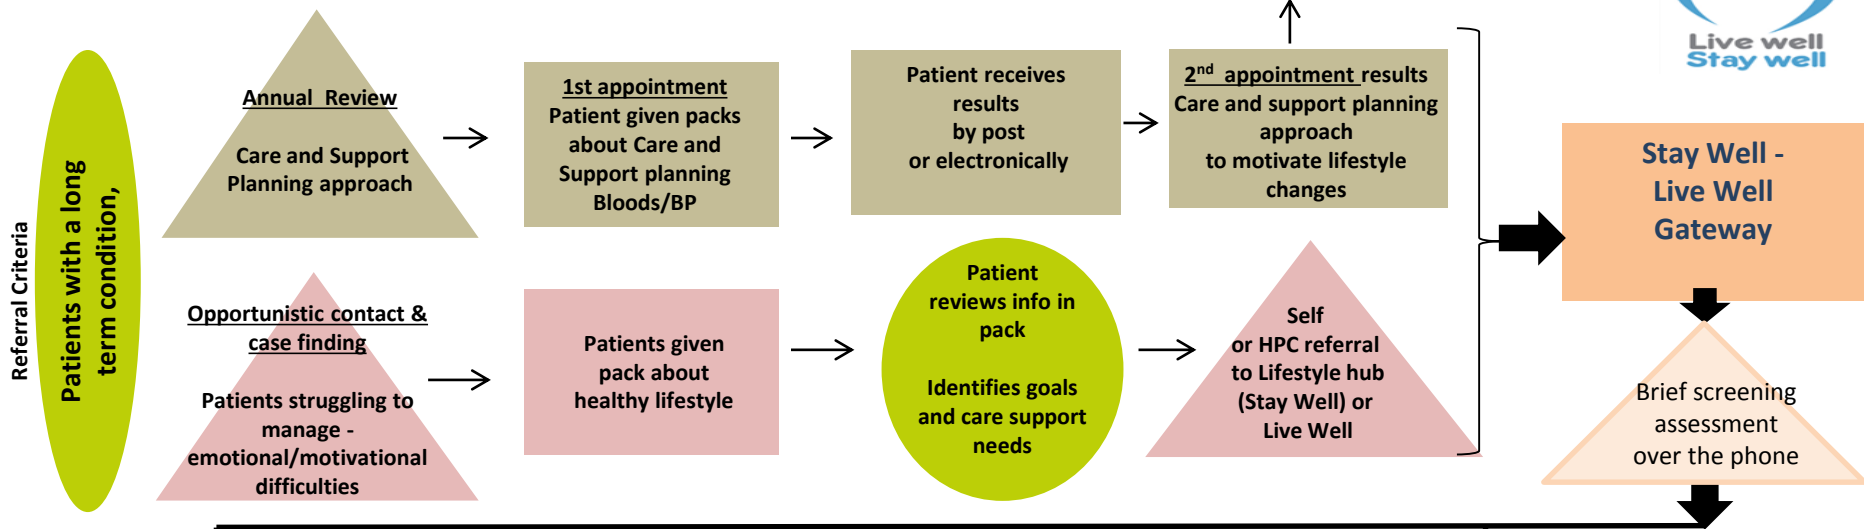 Referral Criteria
Patients with a long
term condition,
Annual Review
Care and Support
Planning approach
1st appointment
Patient given packs
about Care and
Support planning
Bloods/BP
Patient receives
results
by post
or electronically
2nd appointment results
Care and support planning
approach
to motivate lifestyle
changes
Opportunistic contact &
case finding
Patients struggling to
manage -
emotional/motivational
difficulties
Patients given
pack about
healthy lifestyle
Patient
reviews info in
pack
Identifies goals
and care support
needs
Self
or HPC referral
to Lifestyle hub
(Stay Well) or
Live Well
Live well
Stay well
Stay Well -
Live Well
Gateway
Brief screening
assessment
over the phone